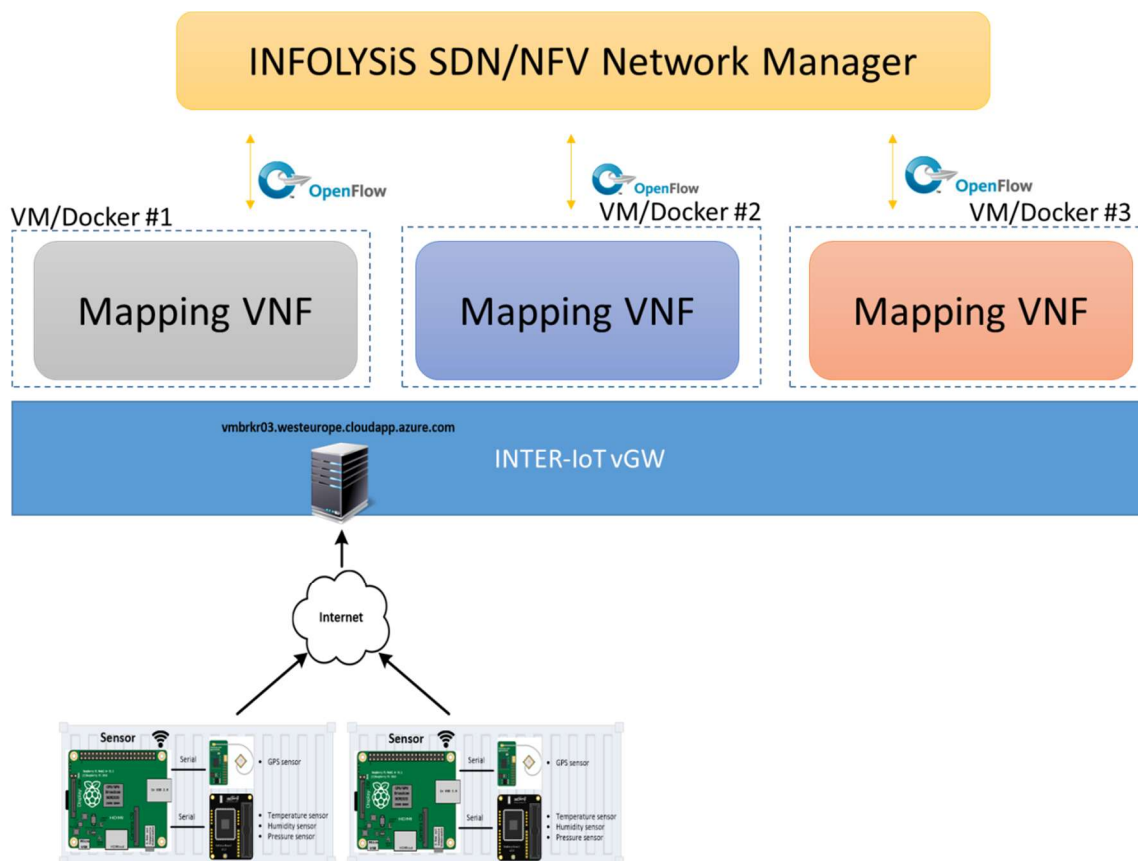 INFOLYSiS SDN/NFV Network Manager
OpenFlow
OpenFlow
OpenFlow
VM/Docker #1
VM/Docker #2
VM/Docker #3
Mapping VNF
Mapping VNF
Mapping VNF
vmbrkr03.westeurope.cloudapp.azure.com
INTER-IoT vGW
Internet
Sensor
Serial
• GPS sensor
Serial
• Temperature sensor
• Humidity sensor
• Pressure sensor
Sensor
Serial
• GPS sensor
Serial
• Temperature sensor
• Humidity sensor
• Pressure sensor